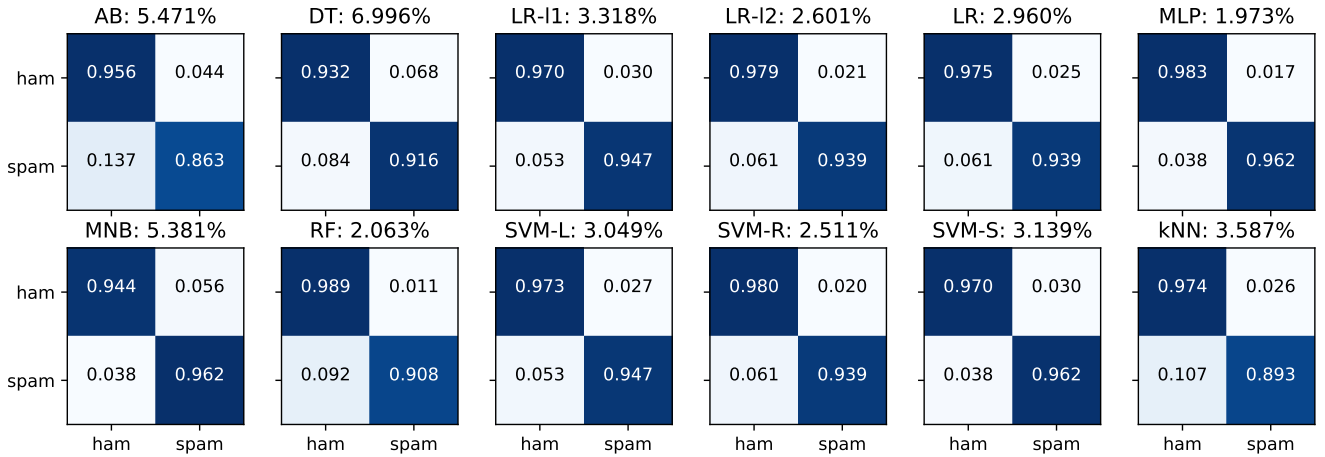 AB: 5.471% DT: 6.996% LR-l1: 3.318% LR-l2: 2.601% LR: 2.960% MLP: 1.973%
ham 0.956 0.044 0.932 0.068 0.970 0.030 0.979 0.021 0.975 0.025 0.983 0.017
spam 0.137 0.863 0.084 0.916 0.053 0.947 0.061 0.939 0.061 0.939 0.038 0.962
MNB: 5.381% RF: 2.063% SVM-L: 3.049% SVM-R: 2.511% SVM-S: 3.139% kNN: 3.587%
ham 0.944 0.056 0.989 0.011 0.973 0.027 0.980 0.020 0.970 0.030 0.974 0.026
spam 0.038 0.962 0.092 0.908 0.053 0.947 0.061 0.939 0.038 0.962 0.107 0.893
ham spam ham spam ham spam ham spam ham spam ham spam